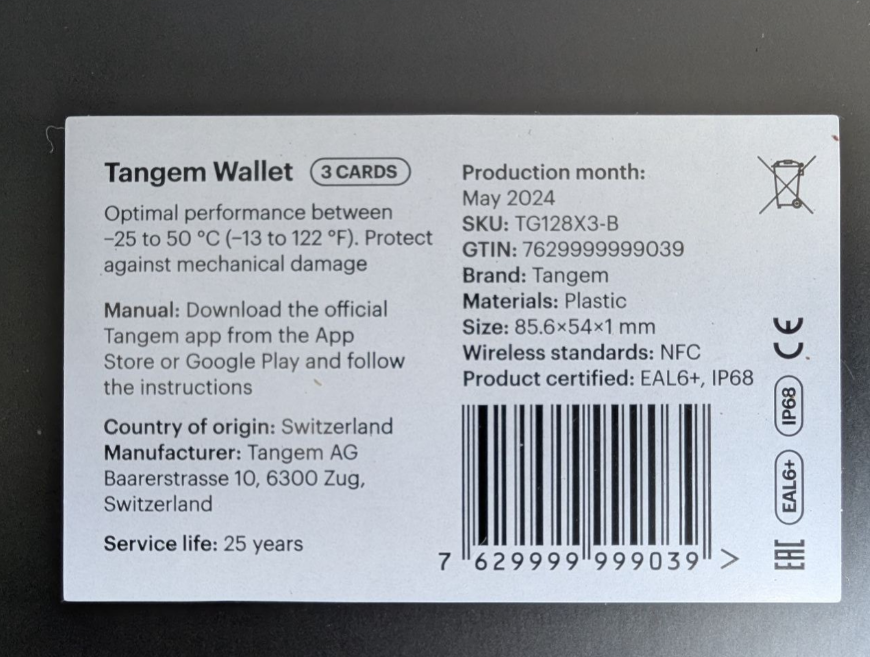 Tangem Wallet 3 CARDS
Optimal performance between
–25 to 50 °C (–13 to 122 °F). Protect
against mechanical damage
Manual: Download the official
Tangem app from the App
Store or Google Play and follow
the instructions
Country of origin: Switzerland
Manufacturer: Tangem AG
Baarerstrasse 10, 6300 Zug,
Switzerland
Service life: 25 years
Production month:
May 2024
SKU: TG128X3-B
GTIN: 7629999999039
Brand: Tangem
Materials: Plastic
Size: 85.6×54×1 mm
Wireless standards: NFC
Product certified: EAL6+, IP68
7 629999 999039 >
CE
IP68
EAL6+
EAC